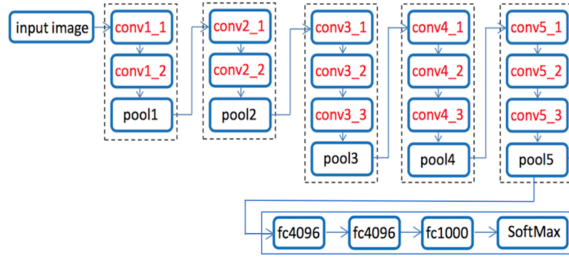 input image
conv1_1
conv1_2
pool1
conv2_1
conv2_2
pool2
conv3_1
conv3_2
conv3_3
pool3
conv4_1
conv4_2
conv4_3
pool4
conv5_1
conv5_2
conv5_3
pool5
fc4096
fc4096
fc1000
SoftMax